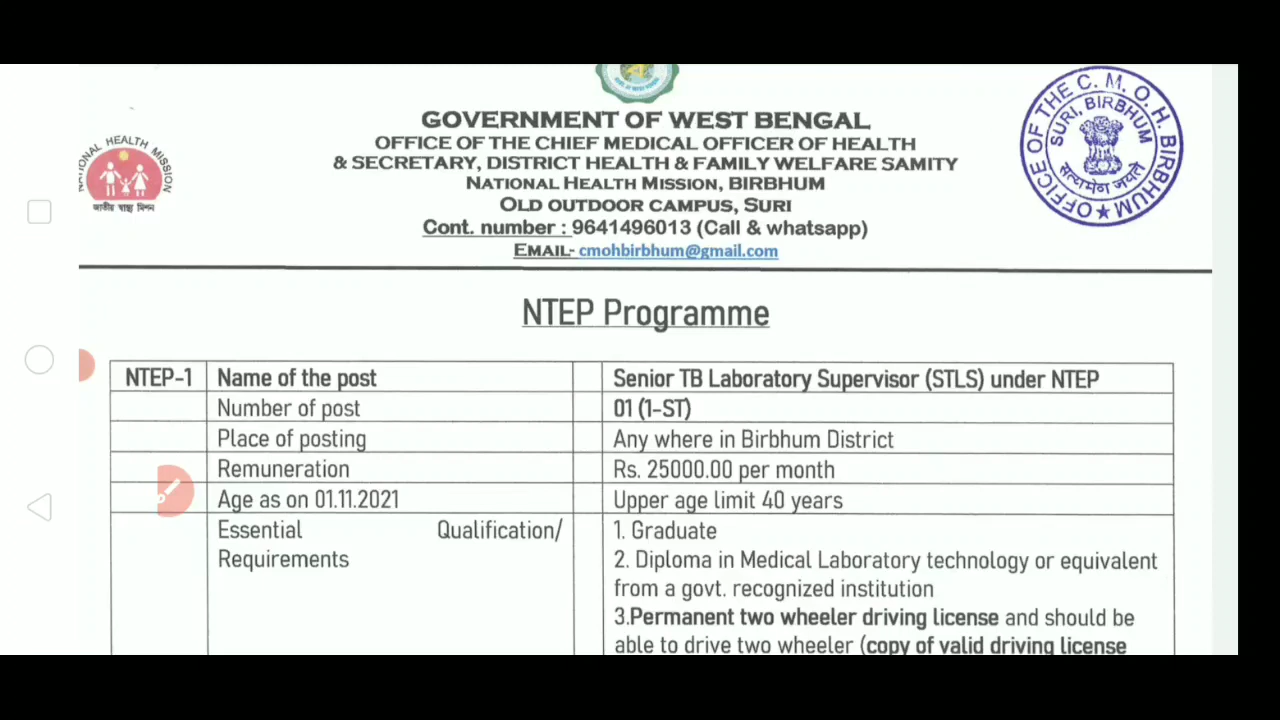 GOVERNMENT OF WEST BENGAL
OFFICE OF THE CHIEF MEDICAL OFFICER OF HEALTH
& SECRETARY, DISTRICT HEALTH & FAMILY WELFARE SAMITY
NATIONAL HEALTH MISSION, BIRBHUM
OLD OUTDOOR CAMPUS, SURI
Cont. number : 9641496013 (Call & whatsapp)
EMAIL- cmohbirbhum@gmail.com
NATIONAL HEALTH MISSION
OFFICE OF THE C. M. O. H. BIRBHUM
SURI, BIRBHUM
सत्यमेव जयते
NTEP Programme
NTEP-1 Name of the post Senior TB Laboratory Supervisor (STLS) under NTEP
Number of post 01 (1-ST)
Place of posting Any where in Birbhum District
Remuneration Rs. 25000.00 per month
Age as on 01.11.2021 Upper age limit 40 years
Essential Qualification/ 1. Graduate
Requirements 2. Diploma in Medical Laboratory technology or equivalent
from a govt. recognized institution
3.Permanent two wheeler driving license and should be
able to drive two wheeler (copy of valid driving license